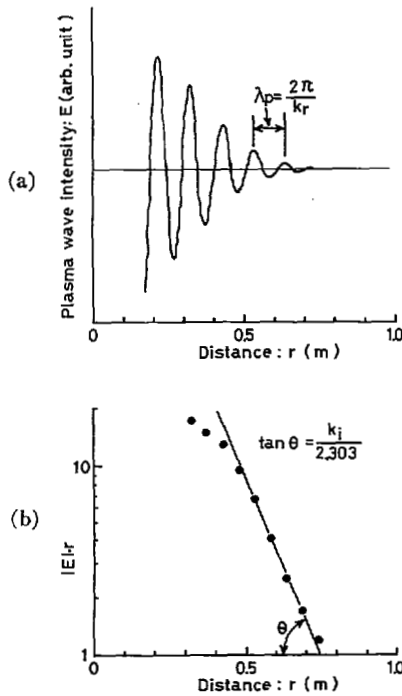 (a)
Plasma wave intensity: E (arb. unit)
λp = 2π/kr
0
0.5
1.0
Distance : r (m)
(b)
|E|·r
10
1
tan θ = ki/2,303
θ
0
0.5
1.0
Distance : r (m)